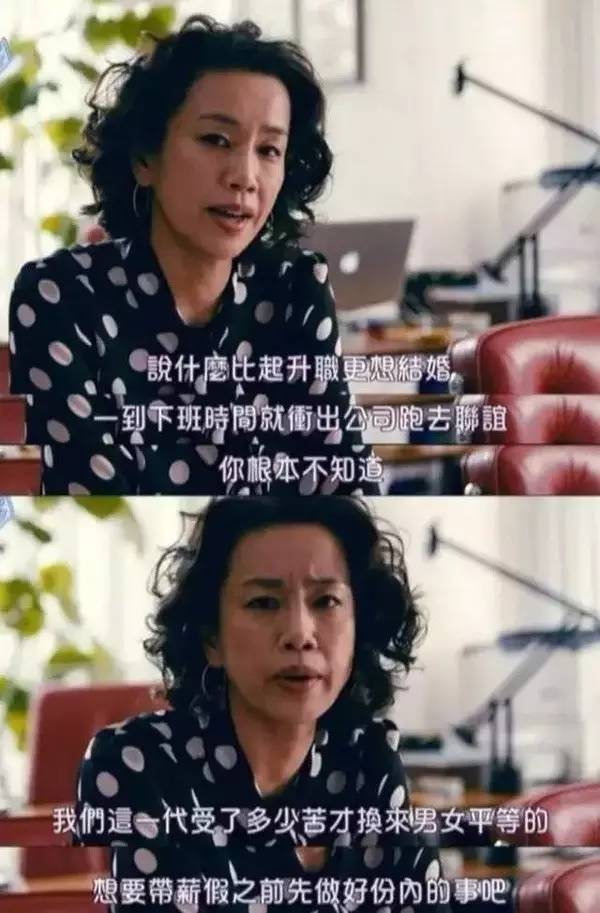 說什麼比起升職更想結婚
一到下班時間就衝出公司跑去聯誼
你根本不知道
我們這一代受了多少苦才換來男女平等的
想要帶薪假之前先做好份內的事吧